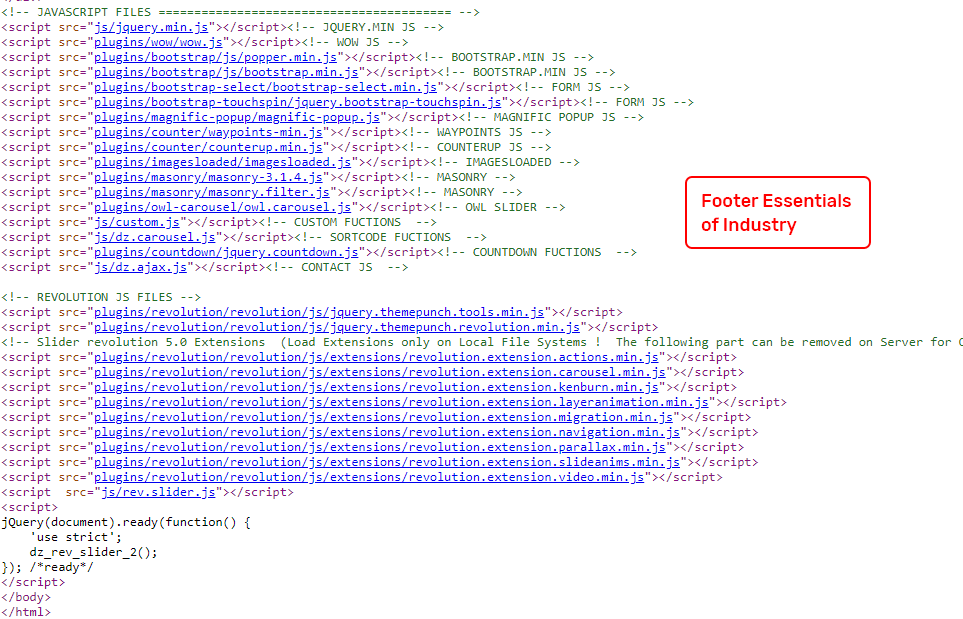 <!-- JAVASCRIPT FILES ========================================= -->
<script src="js/jquery.min.js"></script><!-- JQUERY.MIN JS -->
<script src="plugins/wow/wow.js"></script><!-- WOW JS -->
<script src="plugins/bootstrap/js/popper.min.js"></script><!-- BOOTSTRAP.MIN JS -->
<script src="plugins/bootstrap/js/bootstrap.min.js"></script><!-- BOOTSTRAP.MIN JS -->
<script src="plugins/bootstrap-select/bootstrap-select.min.js"></script><!-- FORM JS -->
<script src="plugins/bootstrap-touchspin/jquery.bootstrap-touchspin.js"></script><!-- FORM JS -->
<script src="plugins/magnific-popup/magnific-popup.js"></script><!-- MAGNIFIC POPUP JS -->
<script src="plugins/counter/waypoints-min.js"></script><!-- WAYPOINTS JS -->
<script src="plugins/counter/counterup.min.js"></script><!-- COUNTERUP JS -->
<script src="plugins/imagesloaded/imagesloaded.js"></script><!-- IMAGESLOADED -->
<script src="plugins/masonry/masonry-3.1.4.js"></script><!-- MASONRY -->
<script src="plugins/masonry/masonry.filter.js"></script><!-- MASONRY -->
<script src="plugins/owl-carousel/owl.carousel.js"></script><!-- OWL SLIDER -->
<script src="js/custom.js"></script><!-- CUSTOM FUCTIONS  -->
<script src="js/dz.carousel.js"></script><!-- SORTCODE FUCTIONS  -->
<script src="plugins/countdown/jquery.countdown.js"></script><!-- COUNTDOWN FUCTIONS  -->
<script src="js/dz.ajax.js"></script><!-- CONTACT JS  -->
Footer Essentials
of Industry
<!-- REVOLUTION JS FILES -->
<script src="plugins/revolution/revolution/js/jquery.themepunch.tools.min.js"></script>
<script src="plugins/revolution/revolution/js/jquery.themepunch.revolution.min.js"></script>
<!-- Slider revolution 5.0 Extensions  (Load Extensions only on Local File Systems !  The following part can be removed on Server for
<script src="plugins/revolution/revolution/js/extensions/revolution.extension.actions.min.js"></script>
<script src="plugins/revolution/revolution/js/extensions/revolution.extension.carousel.min.js"></script>
<script src="plugins/revolution/revolution/js/extensions/revolution.extension.kenburn.min.js"></script>
<script src="plugins/revolution/revolution/js/extensions/revolution.extension.layeranimation.min.js"></script>
<script src="plugins/revolution/revolution/js/extensions/revolution.extension.migration.min.js"></script>
<script src="plugins/revolution/revolution/js/extensions/revolution.extension.navigation.min.js"></script>
<script src="plugins/revolution/revolution/js/extensions/revolution.extension.parallax.min.js"></script>
<script src="plugins/revolution/revolution/js/extensions/revolution.extension.slideanims.min.js"></script>
<script src="plugins/revolution/revolution/js/extensions/revolution.extension.video.min.js"></script>
<script  src="js/rev.slider.js"></script>
<script>
jQuery(document).ready(function() {
    'use strict';
    dz_rev_slider_2();
}); /*ready*/
</script>
</body>
</html>